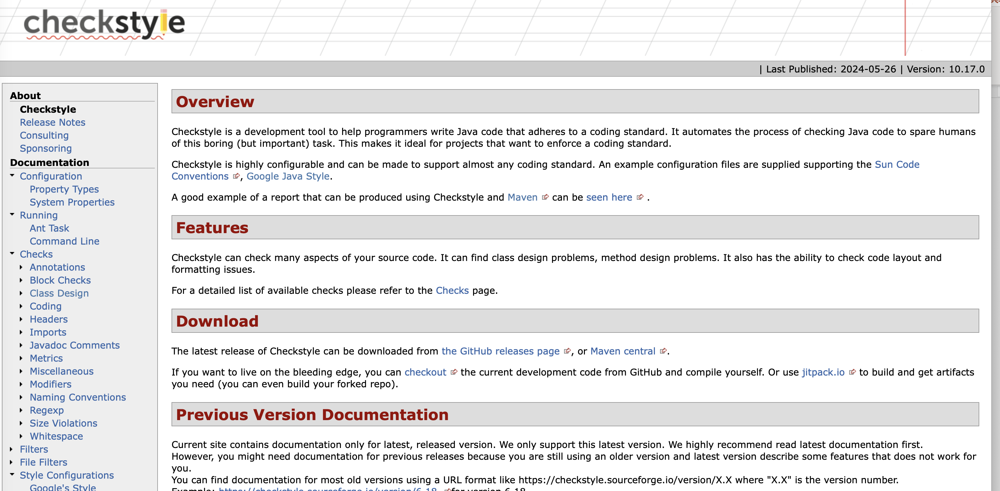 checkstyle
| Last Published: 2024-05-26 | Version: 10.17.0
About
Checkstyle
Release Notes
Consulting
Sponsoring
Documentation
Configuration
Property Types
System Properties
Running
Ant Task
Command Line
Checks
Annotations
Block Checks
Class Design
Coding
Headers
Imports
Javadoc Comments
Metrics
Miscellaneous
Modifiers
Naming Conventions
Regexp
Size Violations
Whitespace
Filters
File Filters
Style Configurations
Google's Style
Overview
Checkstyle is a development tool to help programmers write Java code that adheres to a coding standard. It automates the process of checking Java code to spare humans
of this boring (but important) task. This makes it ideal for projects that want to enforce a coding standard.
Checkstyle is highly configurable and can be made to support almost any coding standard. An example configuration files are supplied supporting the Sun Code
Conventions , Google Java Style.
A good example of a report that can be produced using Checkstyle and Maven can be seen here .
Features
Checkstyle can check many aspects of your source code. It can find class design problems, method design problems. It also has the ability to check code layout and
formatting issues.
For a detailed list of available checks please refer to the Checks page.
Download
The latest release of Checkstyle can be downloaded from the GitHub releases page , or Maven central .
If you want to live on the bleeding edge, you can checkout the current development code from GitHub and compile yourself. Or use jitpack.io to build and get artifacts
you need (you can even build your forked repo).
Previous Version Documentation
Current site contains documentation only for latest, released version. We only support this latest version. We highly recommend read latest documentation first.
However, you might need documentation for previous releases because you are still using an older version and latest version describe some features that does not work for
you.
You can find documentation for most old versions using a URL format like https://checkstyle.sourceforge.io/version/X.X where "X.X" is the version number.
Example: https://checkstyle.sourceforge.io/version/6.18 for version 6.18